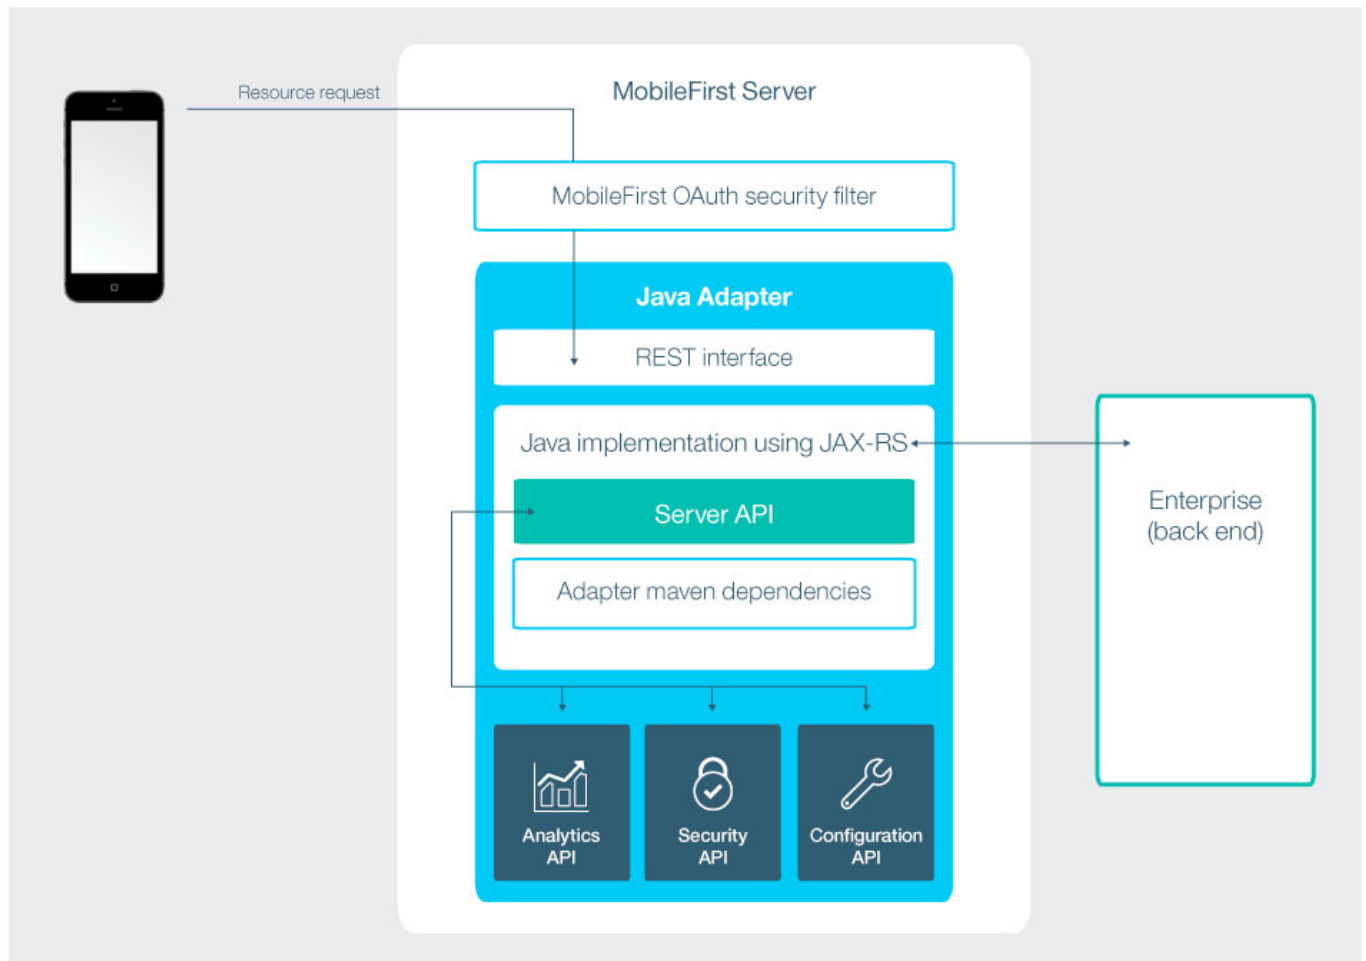 Resource request
MobileFirst Server
MobileFirst OAuth security filter
Java Adapter
REST interface
Java implementation using JAX-RS
Server API
Adapter maven dependencies
Enterprise
(back end)
Analytics
API
Security
API
Configuration
API